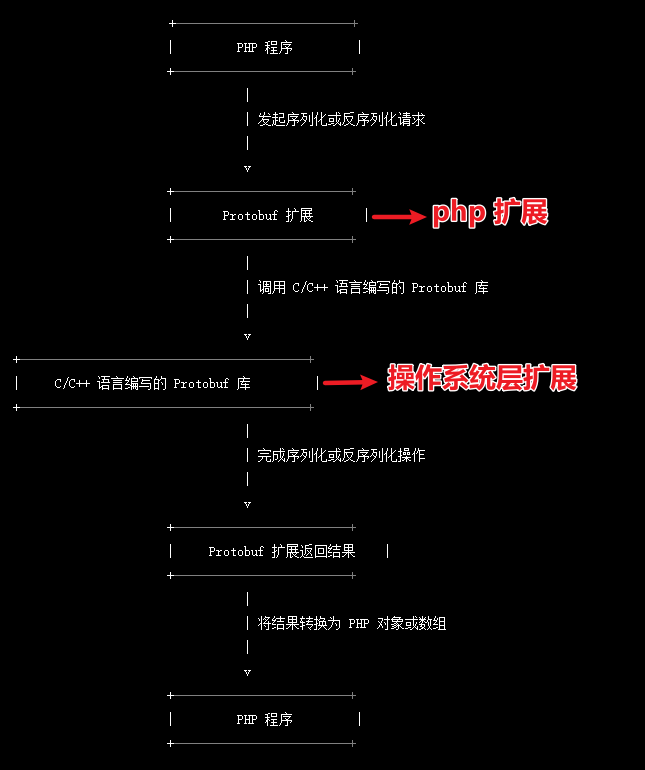 PHP 程序
发起序列化或反序列化请求
Protobuf 扩展
php 扩展
调用 C/C++ 语言编写的 Protobuf 库
C/C++ 语言编写的 Protobuf 库
操作系统层扩展
完成序列化或反序列化操作
Protobuf 扩展返回结果
将结果转换为 PHP 对象或数组
PHP 程序